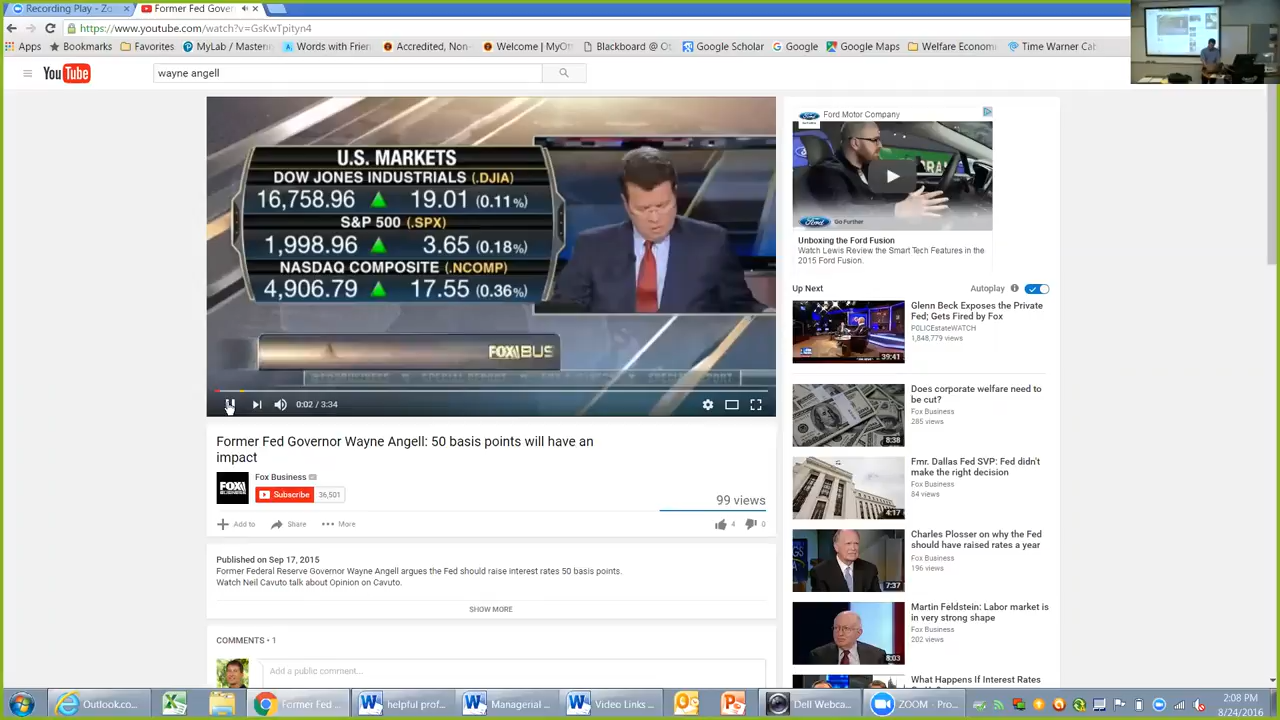 Recording Play - Zo
Former Fed Gover
https://www.youtube.com/watch?v=GsKwTpityn4
Apps
Bookmarks
Favorites
MyLab / Master
Words with Frien
Accredited, No
Welcome | MyO
Blackboard @ O
Google Scholar
Google
Google Maps
Welfare Econom
Time Warner Ca
YouTube
wayne angell
U.S. MARKETS
DOW JONES INDUSTRIALS (.DJIA)
16,758.96 ▲ 19.01 (0.11%)
S&P 500 (.SPX)
1,998.96 ▲ 3.65 (0.18%)
NASDAQ COMPOSITE (.NCOMP)
4,906.79 ▲ 17.55 (0.36%)
FOX BUS
0:02 / 3:34
Former Fed Governor Wayne Angell: 50 basis points will have an
impact
FOX
Fox Business
Subscribe
36,501
99 views
Add to
Share
More
4
0
Published on Sep 17, 2015
Former Federal Reserve Governor Wayne Angell argues the Fed should raise interest rates 50 basis points.
Watch Neil Cavuto talk about Opinion on Cavuto.
SHOW MORE
COMMENTS • 1
Add a public comment...
Ford Motor Company
Ford
Go Further
Unboxing the Ford Fusion
Watch Lewis Review the Smart Tech Features in the
2015 Ford Fusion.
Up Next
Autoplay
Glenn Beck Exposes the Private
Fed; Gets Fired by Fox
P0LICEstateWATCH
1,848,779 views
39:41
Does corporate welfare need to
be cut?
Fox Business
285 views
8:38
Fmr. Dallas Fed SVP: Fed didn't
make the right decision
Fox Business
84 views
4:17
Charles Plosser on why the Fed
should have raised rates a year
Fox Business
196 views
7:37
Martin Feldstein: Labor market is
in very strong shape
Fox Business
202 views
8:03
What Happens If Interest Rates
Outlook.co...
Former Fed ...
helpful prof...
Managerial ...
Video Links ...
Dell Webca...
ZOOM - Pro...
2:08 PM
8/24/2016